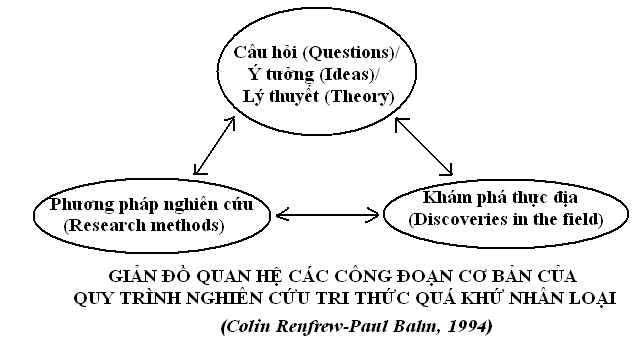 Câu hỏi (Questions)/
Ý tưởng (Ideas)/
Lý thuyết (Theory)
Phương pháp nghiên cứu
(Research methods)
Khám phá thực địa
(Discoveries in the field)
GIẢN ĐỒ QUAN HỆ CÁC CÔNG ĐOẠN CƠ BẢN CỦA
QUY TRÌNH NGHIÊN CỨU TRI THỨC QUÁ KHỨ NHÂN LOẠI
(Colin Renfrew-Paul Bahn, 1994)